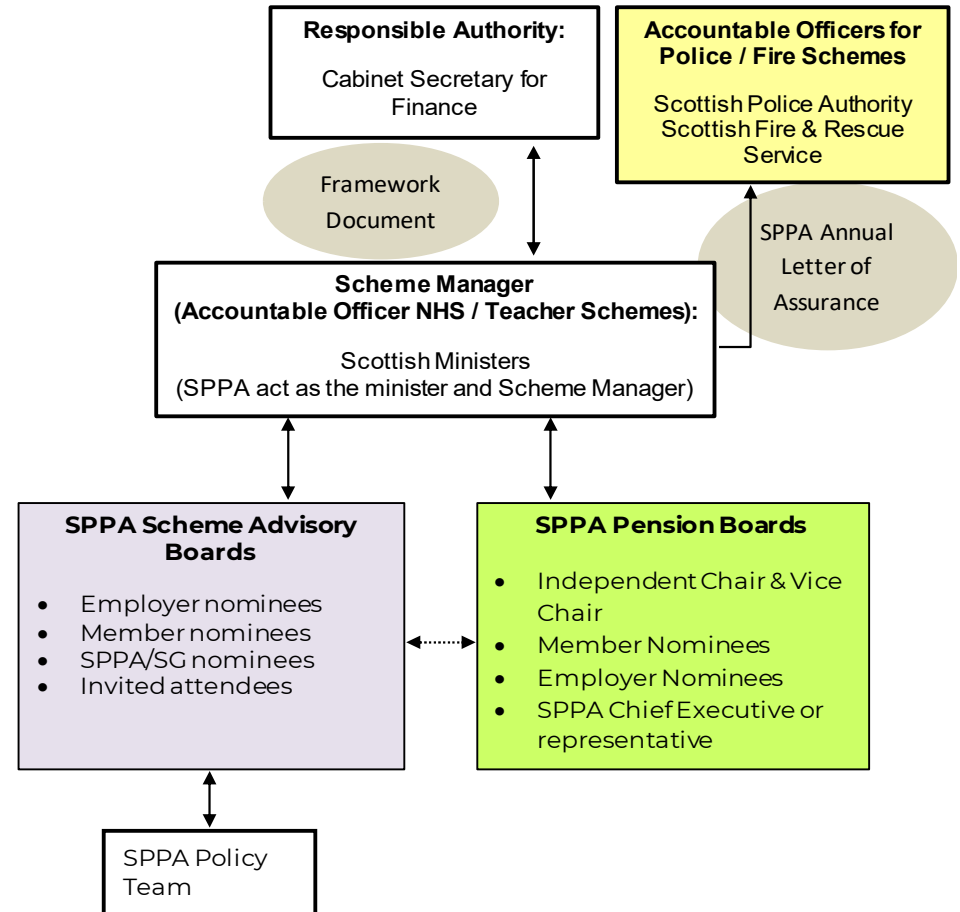 Responsible Authority:
Cabinet Secretary for
Finance
Accountable Officers for
Police / Fire Schemes
Scottish Police Authority
Scottish Fire & Rescue
Service
Framework
Document
SPPA Annual
Letter of
Assurance
Scheme Manager
(Accountable Officer NHS / Teacher Schemes):
Scottish Ministers
(SPPA act as the minister and Scheme Manager)
SPPA Scheme Advisory
Boards
• Employer nominees
• Member nominees
• SPPA/SG nominees
• Invited attendees
SPPA Pension Boards
• Independent Chair & Vice
Chair
• Member Nominees
• Employer Nominees
• SPPA Chief Executive or
representative
SPPA Policy
Team